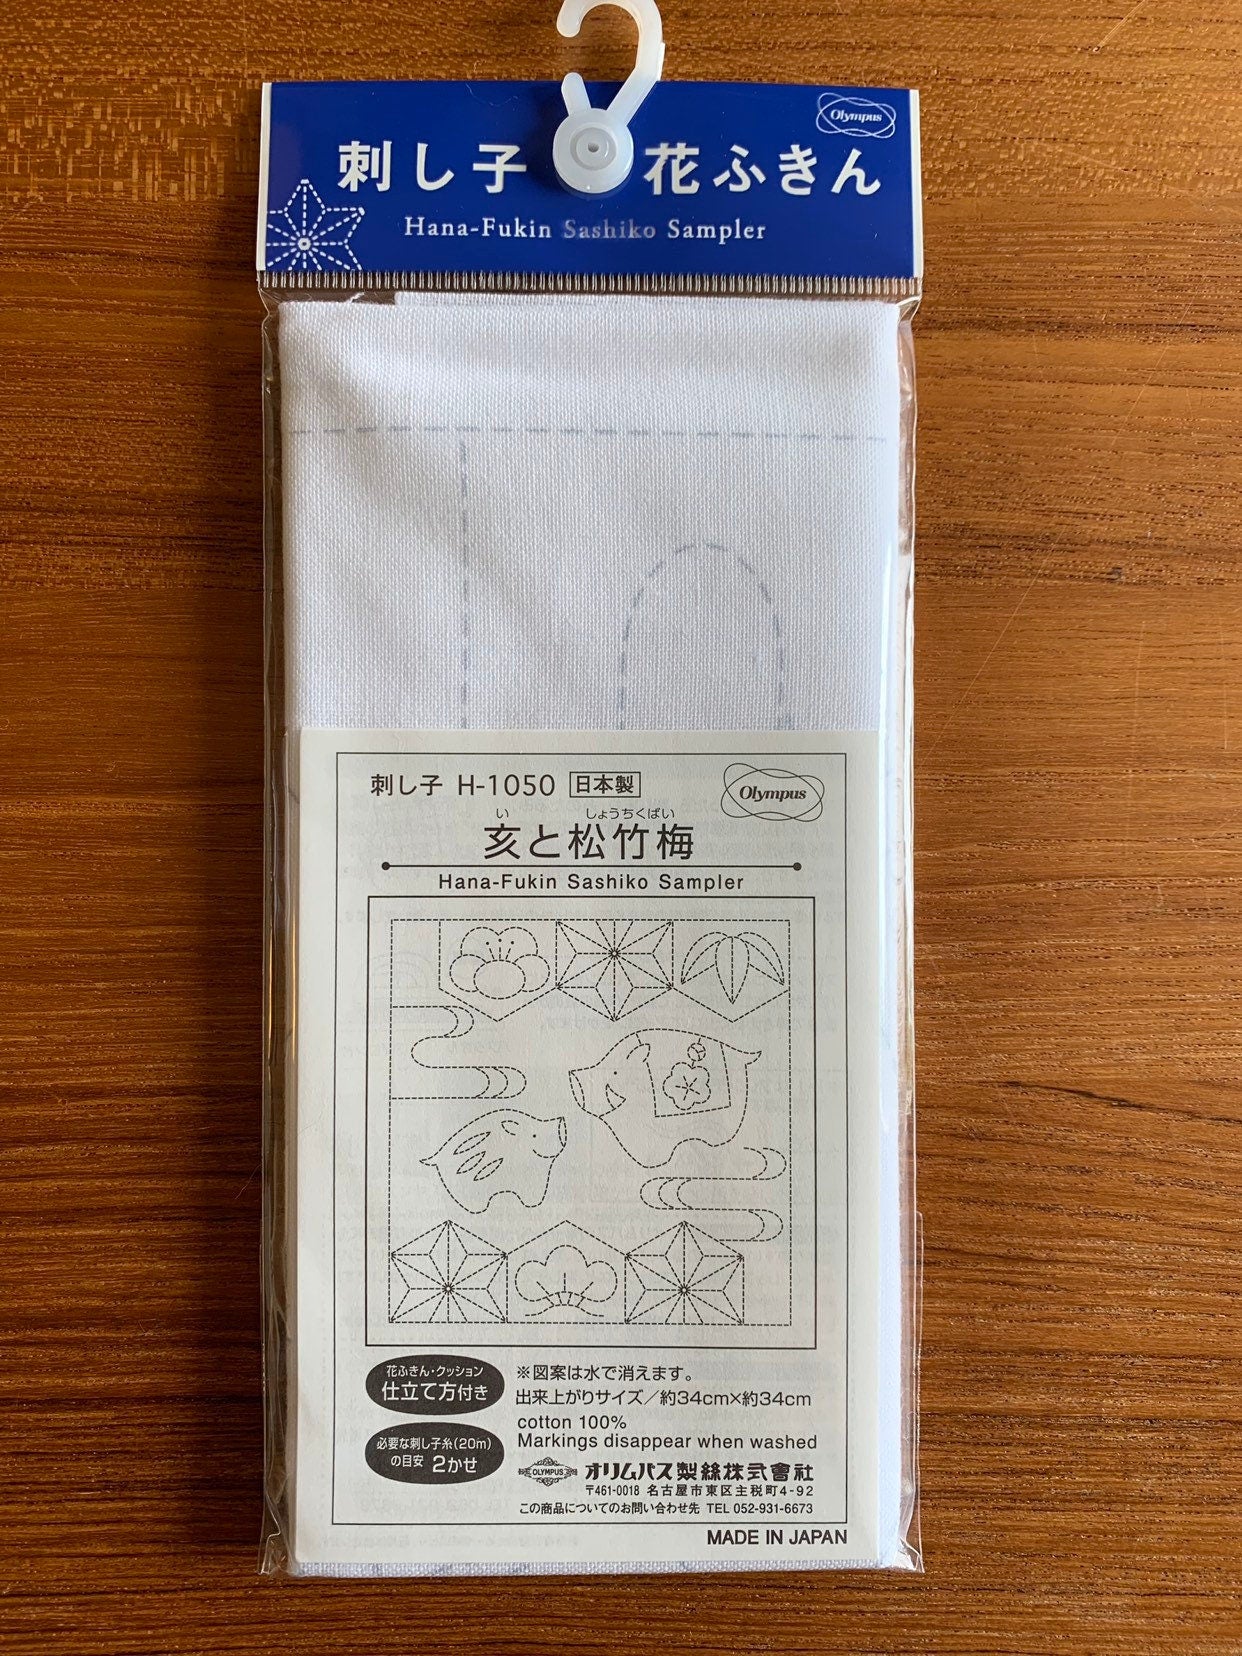 Olympus
刺し子 花ふきん
Hana-Fukin Sashiko Sampler
刺し子 H-1050 日本製
Olympus
い しょうちくばい
亥と松竹梅
Hana-Fukin Sashiko Sampler
花ふきん・クッション
仕立て方付き
※図案は水で消えます。
出来上がりサイズ／約34cm×約34cm
cotton 100%
Markings disappear when washed
必要な刺し子糸(20m)
の目安 2かせ
OLYMPUS オリムパス製絲株式會社
〒461-0018 名古屋市東区主税町4-92
この商品についてのお問い合わせ先 TEL 052-931-6673
MADE IN JAPAN